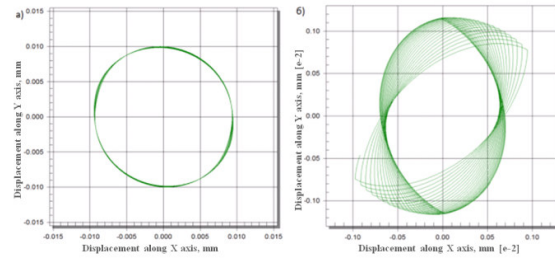 а)
0.015
0.010
0.005
0.000
-0.005
-0.010
-0.015
Displacement along Y axis, mm
-0.015 -0.010 -0.005 0.000 0.005 0.010 0.015
Displacement along X axis, mm
б)
0.10
0.05
0.00
-0.05
-0.10
Displacement along Y axis, mm [e-2]
-0.10 -0.05 0.00 0.05 0.10
Displacement along X axis, mm [e-2]